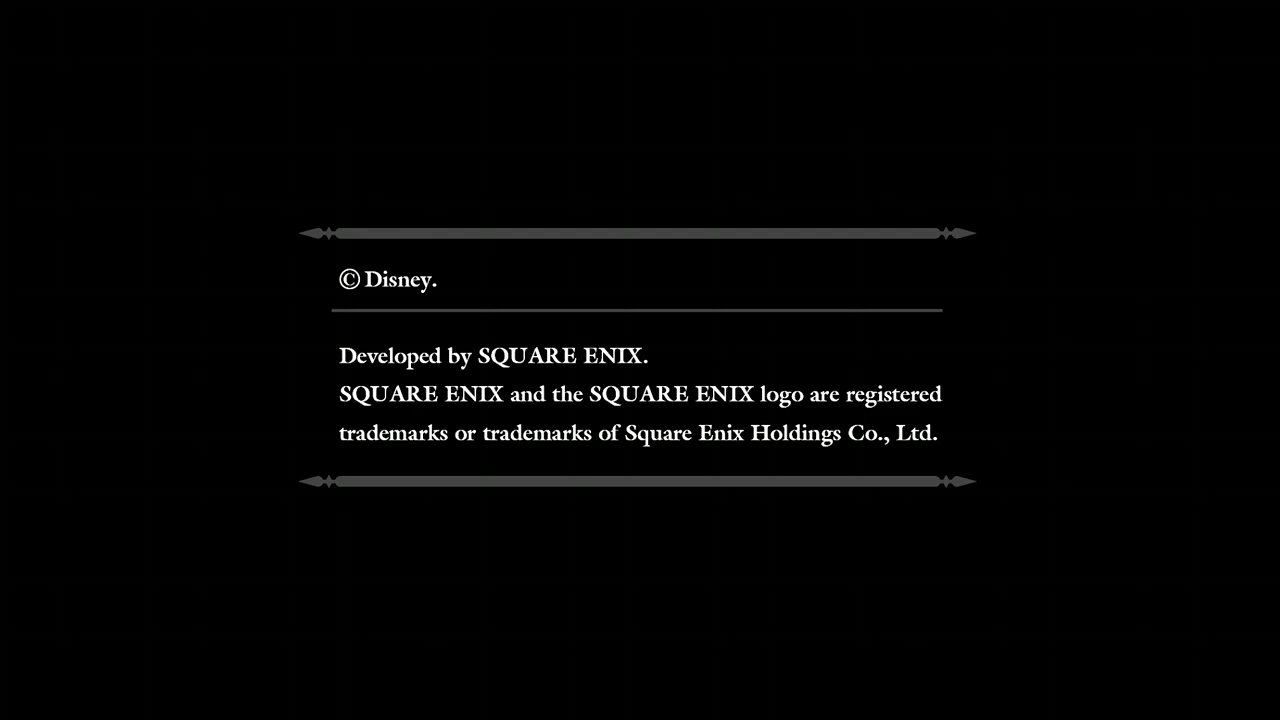 © Disney.
Developed by SQUARE ENIX.
SQUARE ENIX and the SQUARE ENIX logo are registered
trademarks or trademarks of Square Enix Holdings Co., Ltd.